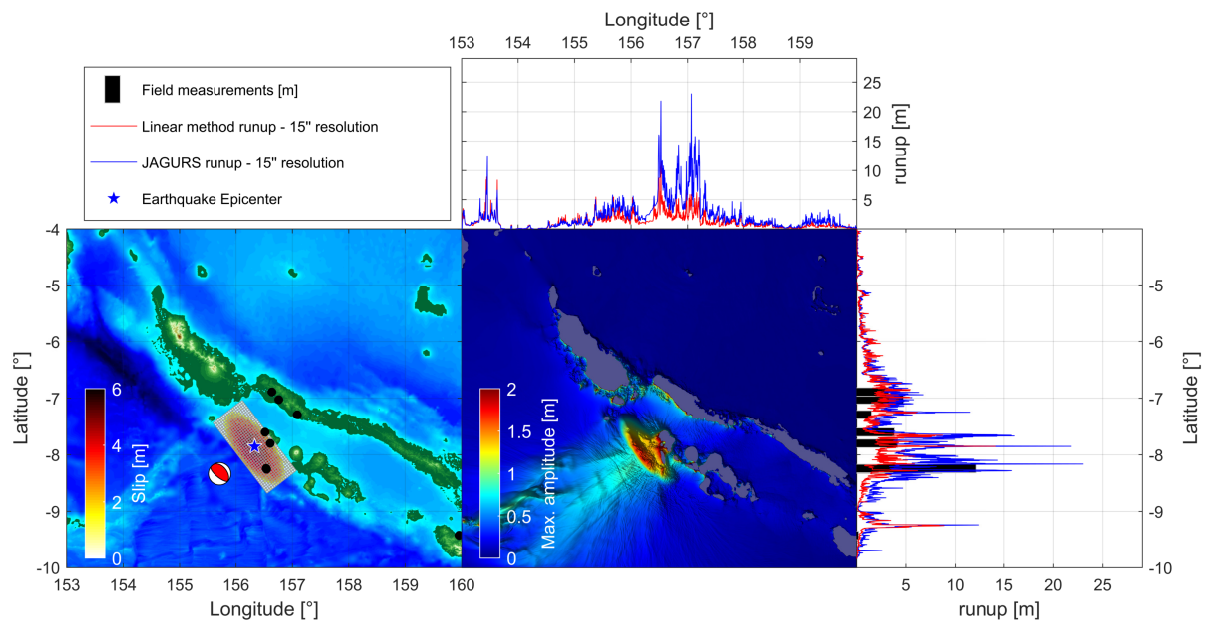 Longitude [°]
153 154 155 156 157 158 159
Field measurements [m]
Linear method runup - 15" resolution
JAGURS runup - 15" resolution
Earthquake Epicenter
25
20
15
10
5
runup [m]
-4
-5
-6
-7
-8
-9
-10
Latitude [°]
6
4
2
0
Slip [m]
2
1.5
1
0.5
0
Max. amplitude [m]
-5
-6
-7
-8
-9
-10
Latitude [°]
153 154 155 156 157 158 159 160
Longitude [°]
5 10 15 20 25
runup [m]